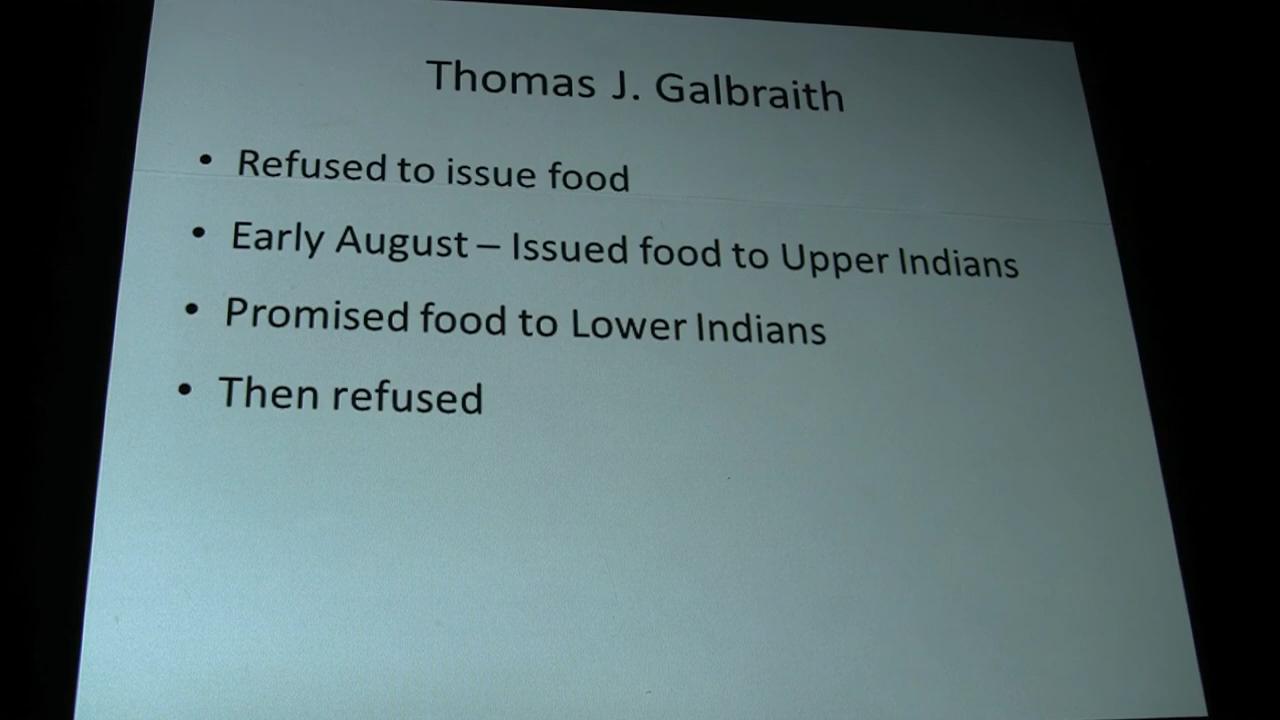 Thomas J. Galbraith
• Refused to issue food
• Early August – Issued food to Upper Indians
• Promised food to Lower Indians
• Then refused